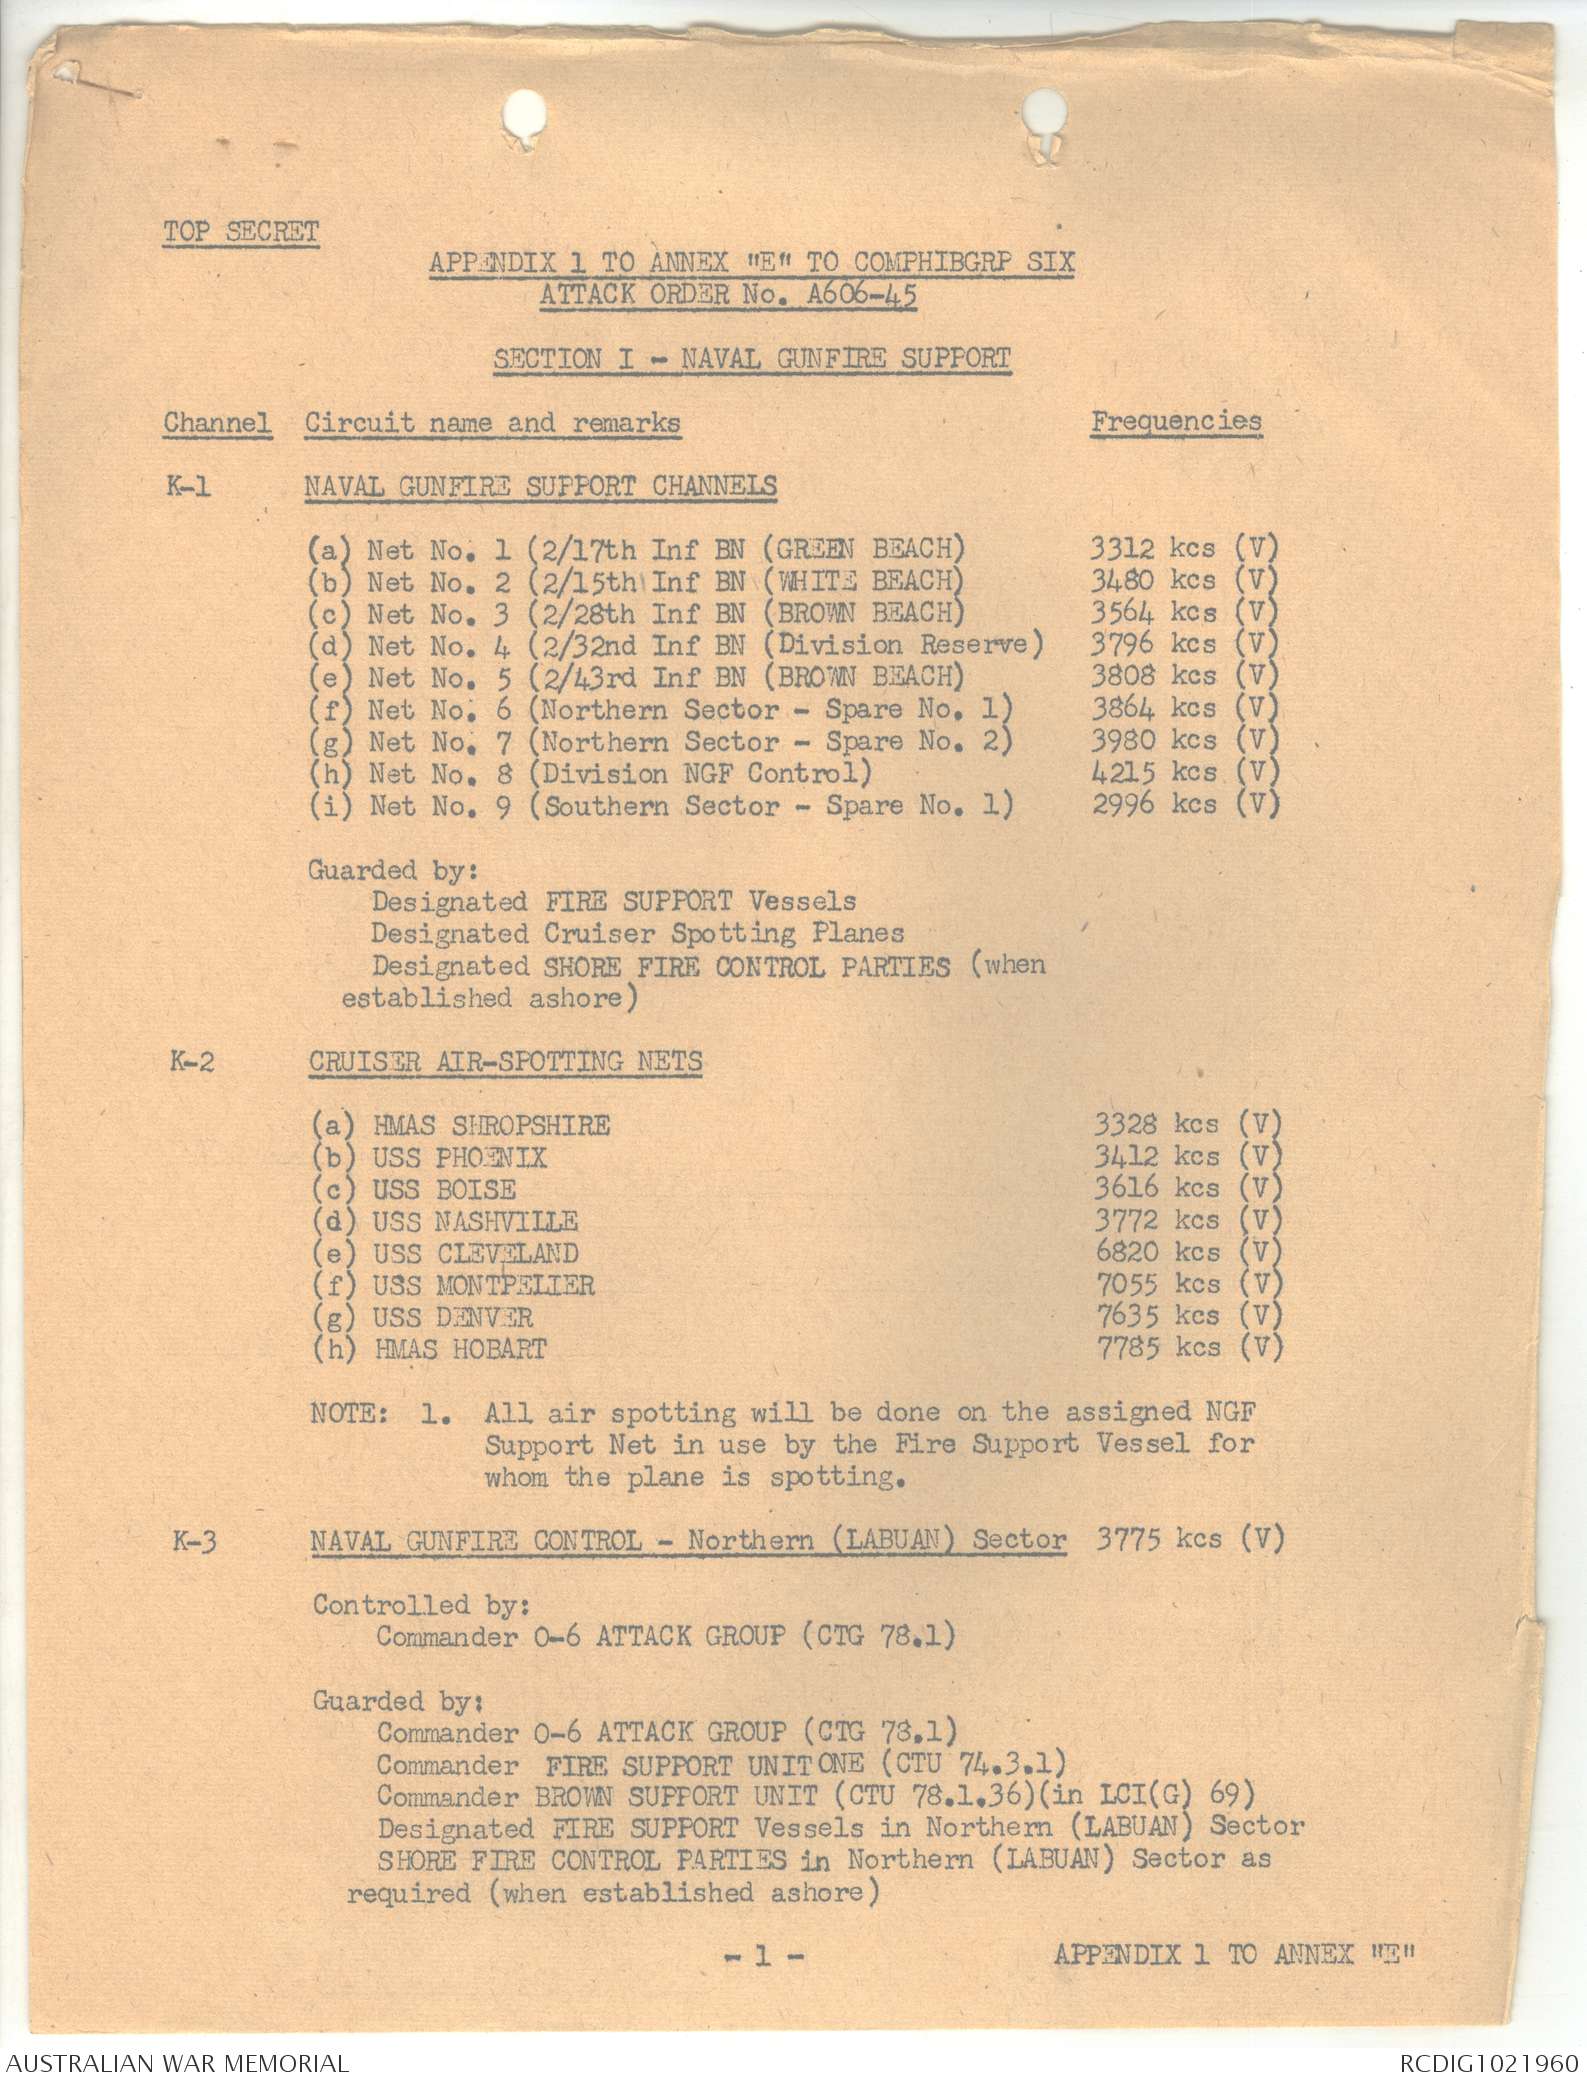 TOP SECRET
APPENDIX 1 TO ANNEX "E" TO COMPHIBGRP SIX
ATTACK ORDER No. A606-45
SECTION I - NAVAL GUNFIRE SUPPORT
Channel Circuit name and remarks Frequencies
K-1 NAVAL GUNFIRE SUPPORT CHANNELS
(a) Net No. 1 (2/17th Inf BN (GREEN BEACH) 3312 kcs (V)
(b) Net No. 2 (2/15th Inf BN (WHITE BEACH) 3480 kcs (V)
(c) Net No. 3 (2/28th Inf BN (BROWN BEACH) 3564 kcs (V)
(d) Net No. 4 (2/32nd Inf BN (Division Reserve) 3796 kcs (V)
(e) Net No. 5 (2/43rd Inf BN (BROWN BEACH) 3808 kcs (V)
(f) Net No. 6 (Northern Sector - Spare No. 1) 3864 kcs (V)
(g) Net No. 7 (Northern Sector - Spare No. 2) 3980 kcs (V)
(h) Net No. 8 (Division NGF Control) 4215 kcs (V)
(i) Net No. 9 (Southern Sector - Spare No. 1) 2996 kcs (V)
Guarded by:
Designated FIRE SUPPORT Vessels
Designated Cruiser Spotting Planes
Designated SHORE FIRE CONTROL PARTIES (when
established ashore)
K-2 CRUISER AIR-SPOTTING NETS
(a) HMAS SHROPSHIRE 3328 kcs (V)
(b) USS PHOENIX 3412 kcs (V)
(c) USS BOISE 3616 kcs (V)
(d) USS NASHVILLE 3772 kcs (V)
(e) USS CLEVELAND 6820 kcs (V)
(f) USS MONTPELIER 7055 kcs (V)
(g) USS DENVER 7635 kcs (V)
(h) HMAS HOBART 7785 kcs (V)
NOTE: 1. All air spotting will be done on the assigned NGF
Support Net in use by the Fire Support Vessel for
whom the plane is spotting.
K-3 NAVAL GUNFIRE CONTROL - Northern (LABUAN) Sector 3775 kcs (V)
Controlled by:
Commander O-6 ATTACK GROUP (CTG 78.1)
Guarded by:
Commander O-6 ATTACK GROUP (CTG 78.1)
Commander FIRE SUPPORT UNIT ONE (CTU 74.3.1)
Commander BROWN SUPPORT UNIT (CTU 78.1.36)(in LCI(G) 69)
Designated FIRE SUPPORT Vessels in Northern (LABUAN) Sector
SHORE FIRE CONTROL PARTIES in Northern (LABUAN) Sector as
required (when established ashore)
- 1 - APPENDIX 1 TO ANNEX "E"
AUSTRALIAN WAR MEMORIAL RCDIG1021960